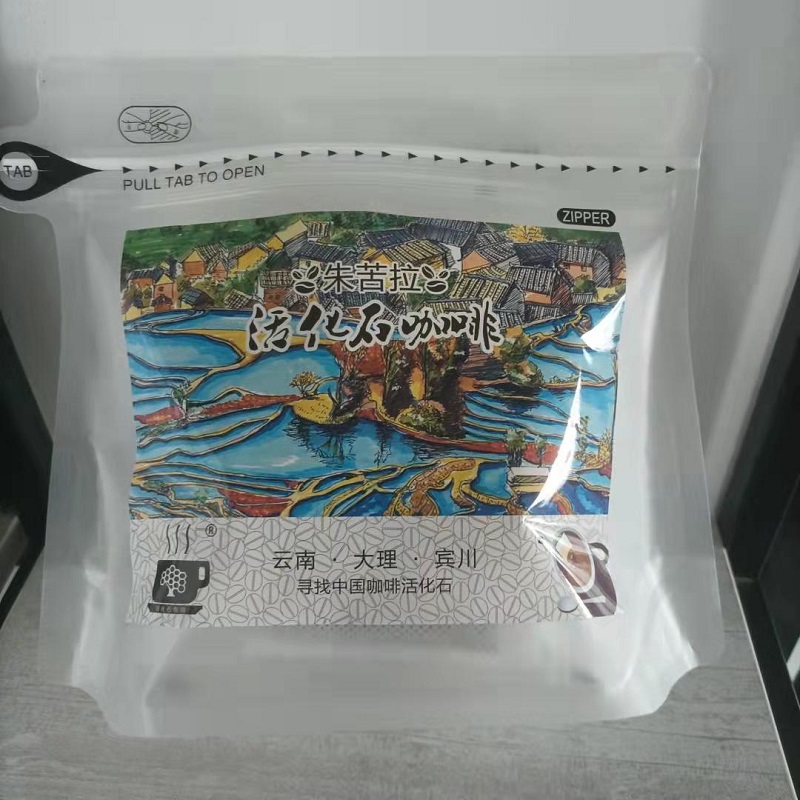 TAB
PULL TAB TO OPEN
ZIPPER
朱苦拉
活化石咖啡
®
云南 · 大理 · 宾川
寻找中国咖啡活化石